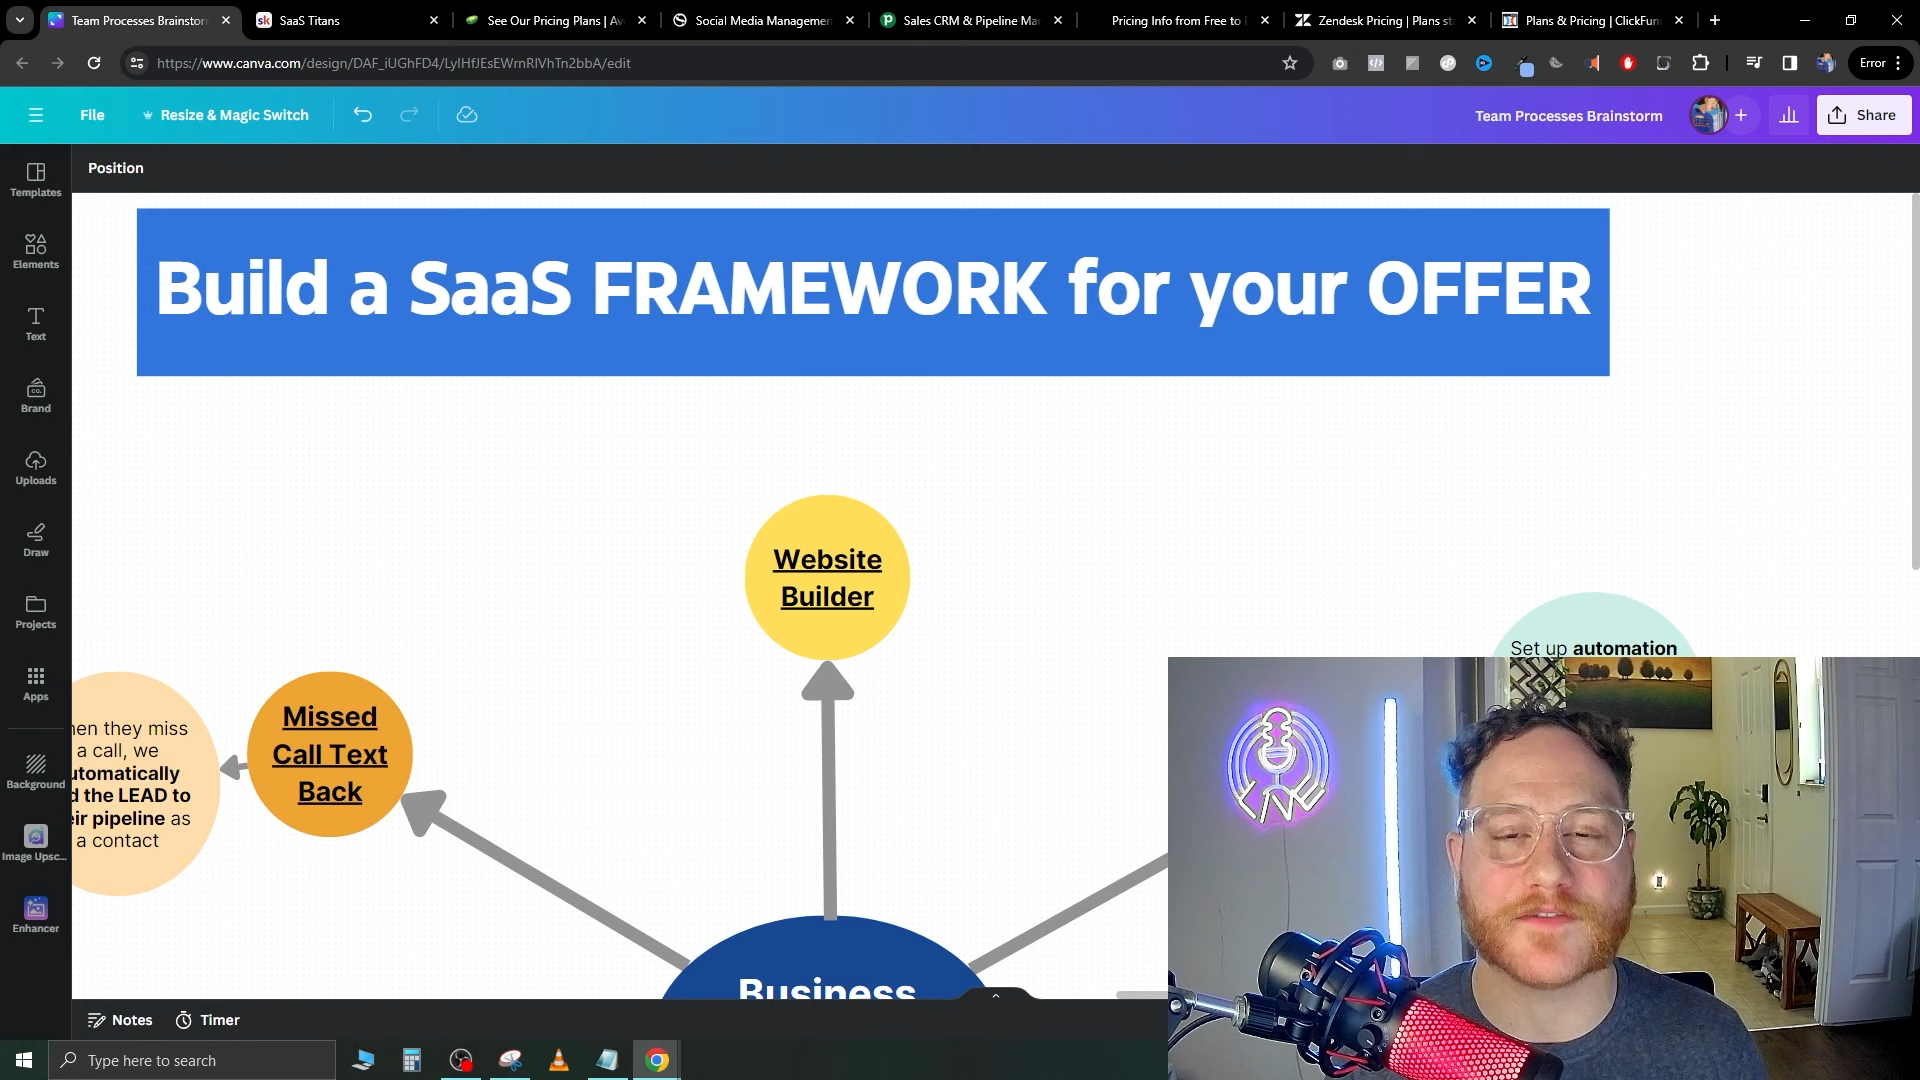 Team Processes Brainstor
SaaS Titans
See Our Pricing Plans | Av
Social Media Managemen
Sales CRM & Pipeline Ma
Pricing Info from Free to
Zendesk Pricing | Plans st
Plans & Pricing | ClickFun
https://www.canva.com/design/DAF_iUGhFD4/LylHfJEsEWrnRlVhTn2bbA/edit
Error
File
Resize & Magic Switch
Team Processes Brainstorm
Share
Position
Templates
Elements
Text
Brand
Uploads
Draw
Projects
Apps
Background
Image Upsc...
Enhancer
Build a SaaS FRAMEWORK for your OFFER
Website
Builder
Missed
Call Text
Back
hen they miss
a call, we
utomatically
d the LEAD to
eir pipeline as
a contact
Set up automation
Business
LIVE
Notes
Timer
Type here to search